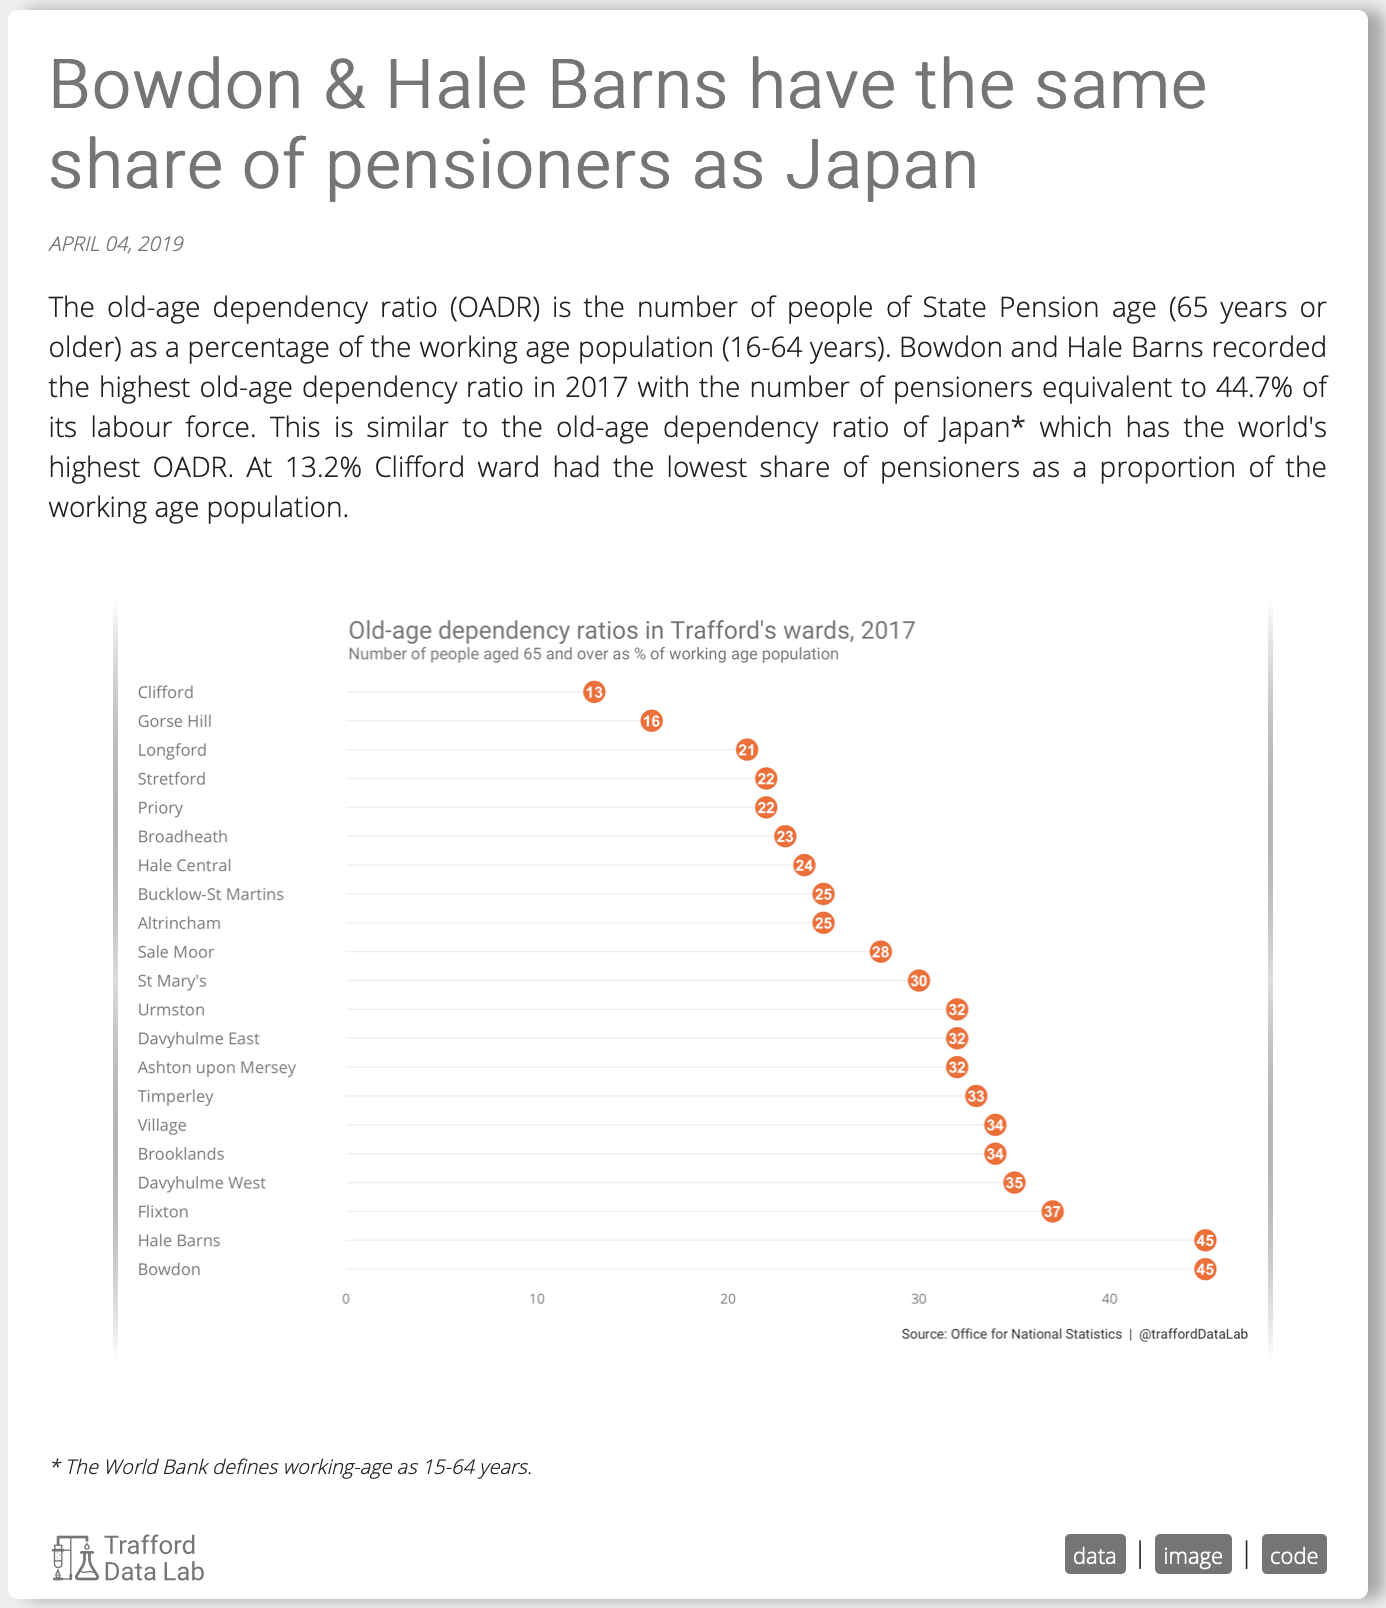 Bowdon & Hale Barns have the same
share of pensioners as Japan
APRIL 04, 2019
The old-age dependency ratio (OADR) is the number of people of State Pension age (65 years or
older) as a percentage of the working age population (16-64 years). Bowdon and Hale Barns recorded
the highest old-age dependency ratio in 2017 with the number of pensioners equivalent to 44.7% of
its labour force. This is similar to the old-age dependency ratio of Japan* which has the world's
highest OADR. At 13.2% Clifford ward had the lowest share of pensioners as a proportion of the
working age population.
Old-age dependency ratios in Trafford's wards, 2017
Number of people aged 65 and over as % of working age population
Clifford 13
Gorse Hill 16
Longford 21
Stretford 22
Priory 22
Broadheath 23
Hale Central 24
Bucklow-St Martins 25
Altrincham 25
Sale Moor 28
St Mary's 30
Urmston 32
Davyhulme East 32
Ashton upon Mersey 32
Timperley 33
Village 34
Brooklands 34
Davyhulme West 35
Flixton 37
Hale Barns 45
Bowdon 45
0 10 20 30 40
Source: Office for National Statistics | @traffordDataLab
* The World Bank defines working-age as 15-64 years.
Trafford
Data Lab
data | image | code